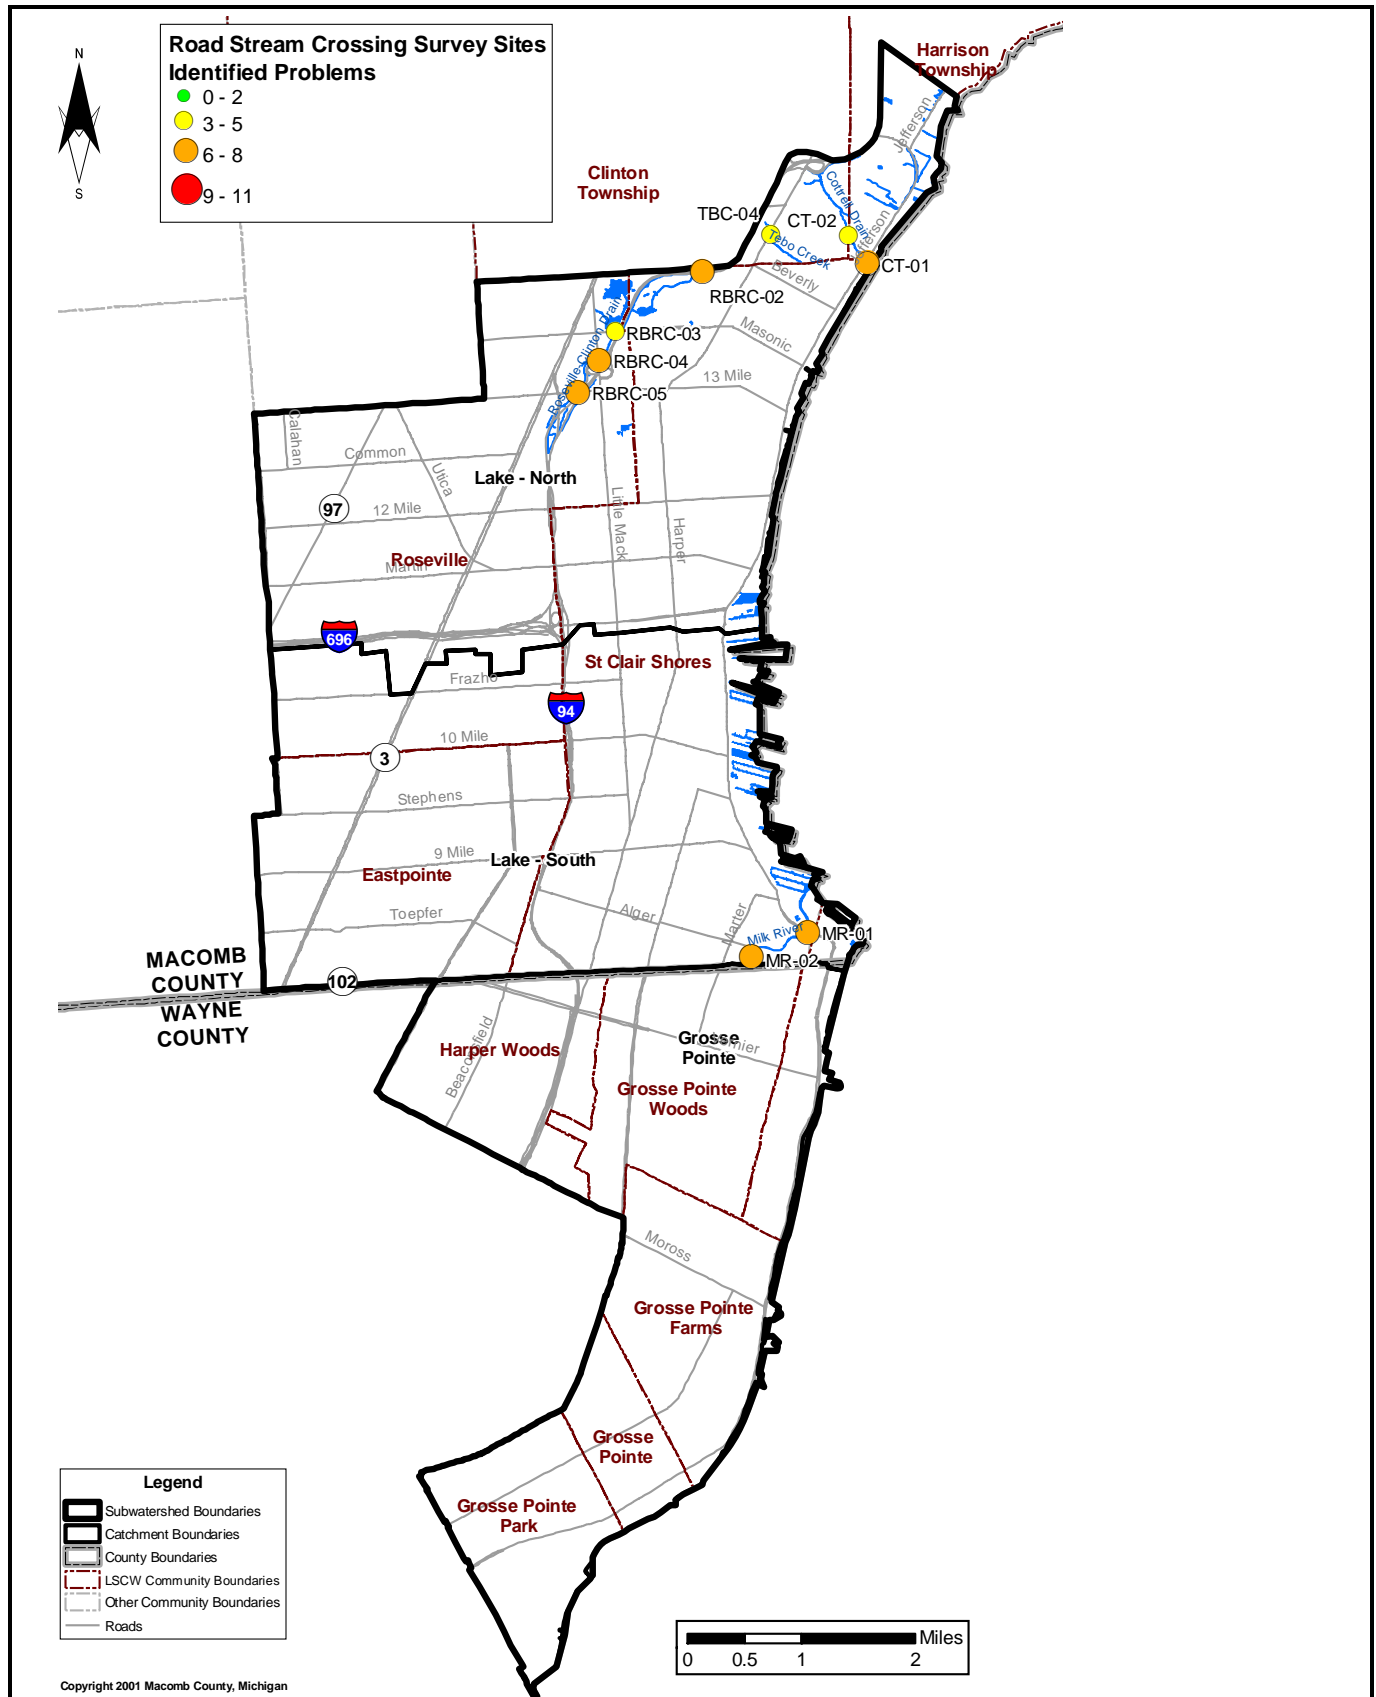 Road Stream Crossing Survey Sites
Identified Problems
0 - 2
3 - 5
6 - 8
9 - 11
N
S
Harrison
Township
Clinton
Township
Jefferson
Cottrell Drain
TBC-04
CT-02
Tebo Creek
Jefferson
CT-01
Beverly
RBRC-02
Roseville-Clinton Drain
RBRC-03
Masonic
RBRC-04
13 Mile
RBRC-05
Calahan
Common
Utica
Lake - North
97
12 Mile
Little Mack
Harper
Roseville
Martin
696
St Clair Shores
Frazho
94
10 Mile
3
Stephens
9 Mile
Lake - South
Eastpointe
Toepfer
Alger
Marter
Milk River
MR-01
MR-02
MACOMB
COUNTY
102
WAYNE
COUNTY
Beaconsfield
Harper Woods
Grosse
Pointe
Vernier
Grosse Pointe
Woods
Moross
Grosse Pointe
Farms
Grosse
Pointe
Grosse Pointe
Park
Legend
Subwatershed Boundaries
Catchment Boundaries
County Boundaries
LSCW Community Boundaries
Other Community Boundaries
Roads
Miles
0 0.5 1 2
Copyright 2001 Macomb County, Michigan